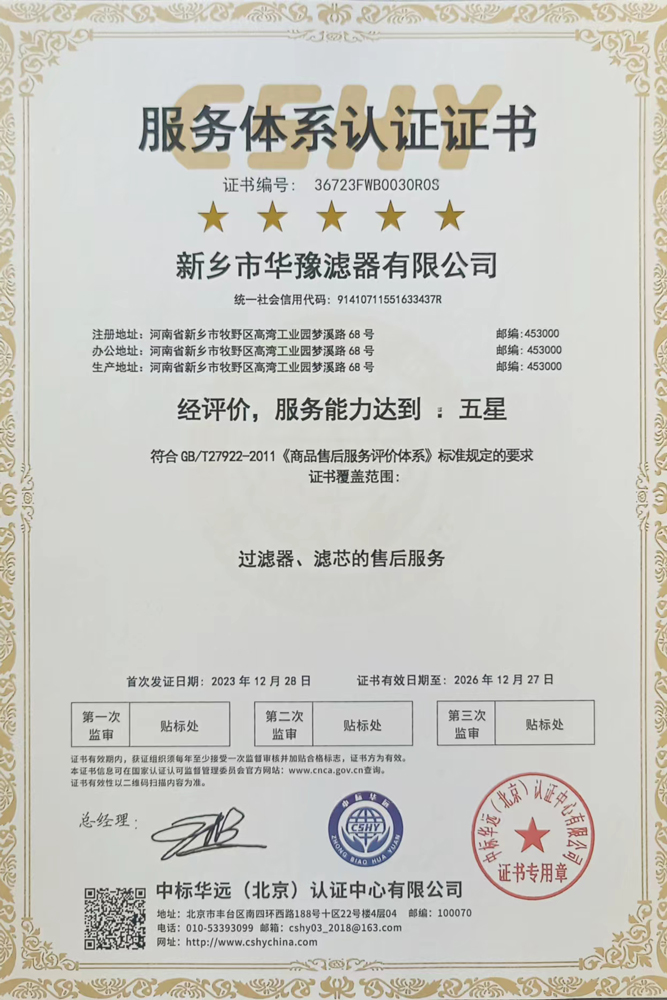 CSHY
服务体系认证证书
证书编号： 36723FWB0030R0S
新乡市华豫滤器有限公司
统一社会信用代码：91410711551633437R
注册地址：河南省新乡市牧野区高湾工业园梦溪路 68 号 邮编:453000
办公地址：河南省新乡市牧野区高湾工业园梦溪路 68 号 邮编：453000
生产地址：河南省新乡市牧野区高湾工业园梦溪路 68 号 邮编：453000
经评价，服务能力达到 ：五星
符合 GB/T27922-2011《商品售后服务评价体系》标准规定的要求
证书覆盖范围：
过滤器、滤芯的售后服务
首次发证日期：2023 年 12 月 28 日 证书有效日期至：2026 年 12 月 27 日
第一次监审 贴标处 第二次监审 贴标处 第三次监审 贴标处
证书有效期内，获证组织须每年至少接受一次监督审核并加贴合格标志，证书方为有效。
本证书信息可在国家认证认可监督管理委员会官方网站：www.cnca.gov.cn查询。
证书有效性以二维码扫描内容为准。
总经理：
中标华远
CSHY
ZHONG BIAO HUA YUAN
中标华远（北京）认证中心有限公司
证书专用章
中标华远（北京）认证中心有限公司
地址：北京市丰台区南四环西路188号十区22号楼4层04 邮编：100070
电话：010-53393099 邮箱：cshy03_2018@163.com
网址：http://www.cshychina.com